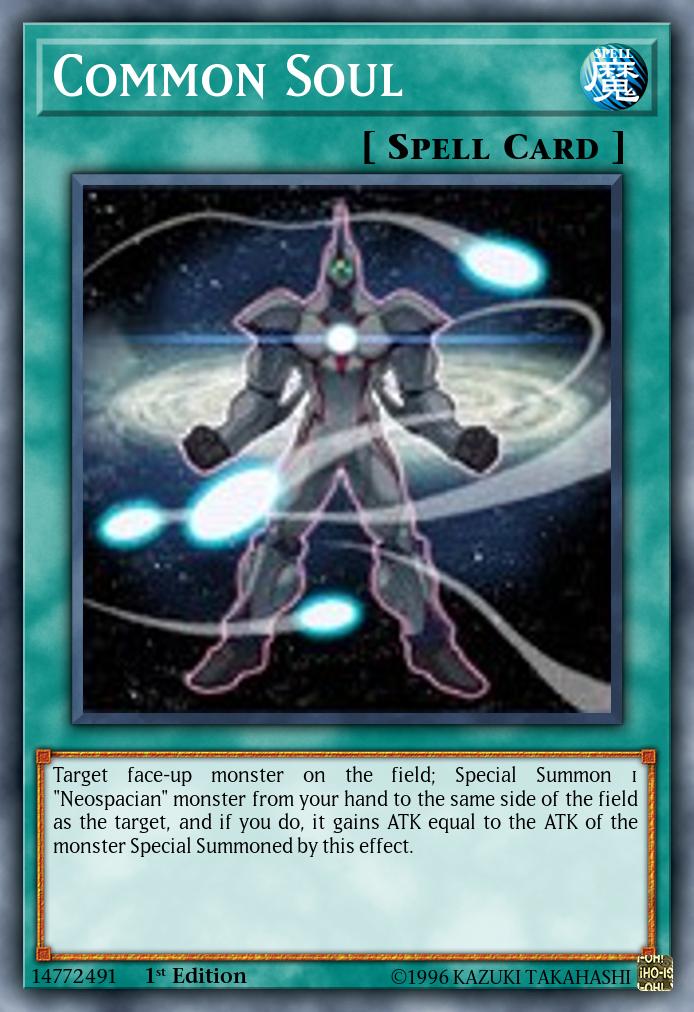 Common Soul
SPELL
魔
[ Spell Card ]
Target face-up monster on the field; Special Summon 1
"Neospacian" monster from your hand to the same side of the field
as the target, and if you do, it gains ATK equal to the ATK of the
monster Special Summoned by this effect.
14772491 1st Edition ©1996 KAZUKI TAKAHASHI